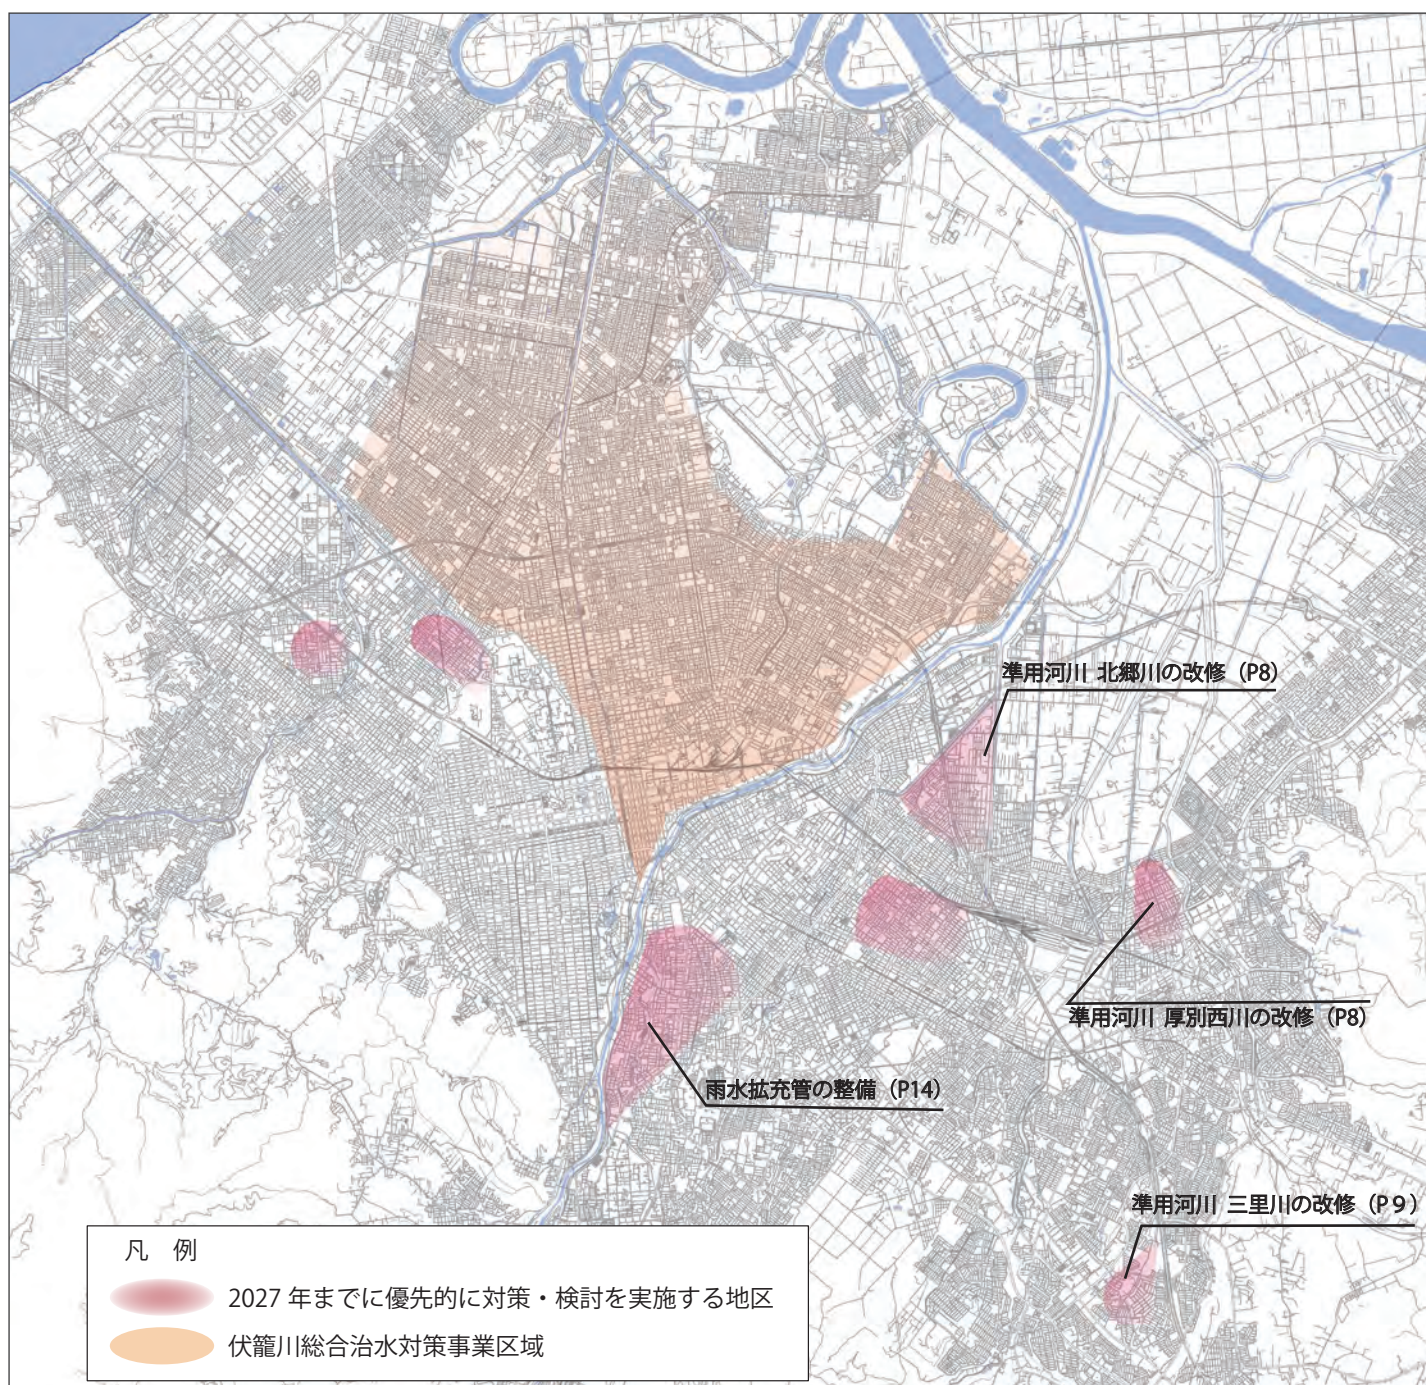 準用河川 北郷川の改修（P8）
準用河川 厚別西川の改修（P8）
雨水拡充管の整備（P14）
準用河川 三里川の改修（P９）
凡　例
2027 年までに優先的に対策・検討を実施する地区
伏籠川総合治水対策事業区域